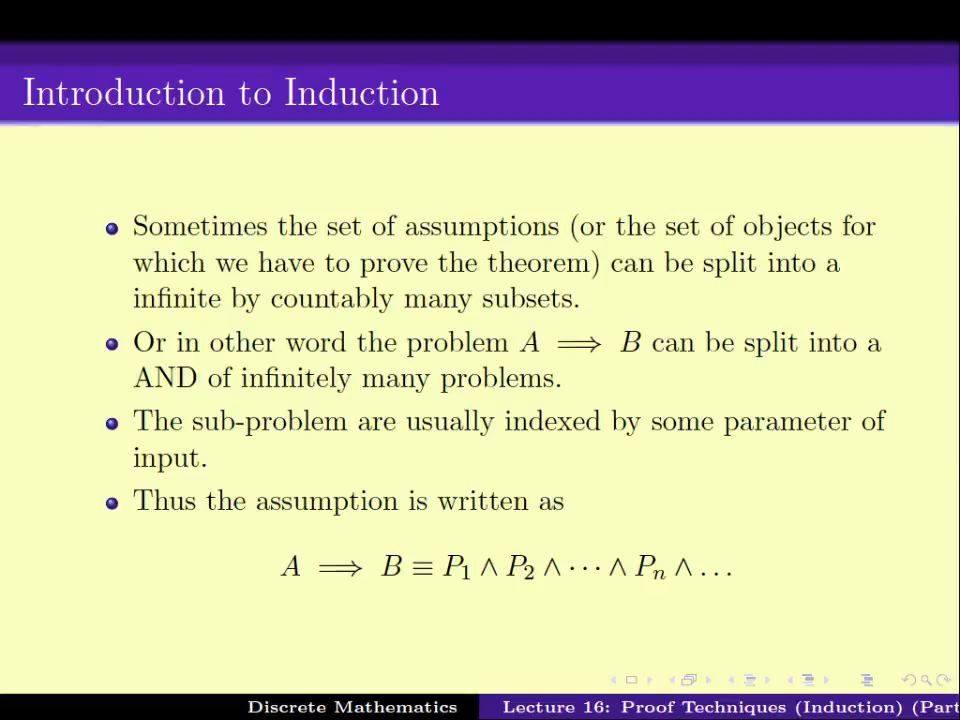 Introduction to Induction
Sometimes the set of assumptions (or the set of objects for
which we have to prove the theorem) can be split into a
infinite by countably many subsets.
Or in other word the problem A ⟹ B can be split into a
AND of infinitely many problems.
The sub-problem are usually indexed by some parameter of
input.
Thus the assumption is written as
A ⟹ B ≡ P₁ ∧ P₂ ∧ ⋯ ∧ Pₙ ∧ …
Discrete Mathematics
Lecture 16: Proof Techniques (Induction) (Part